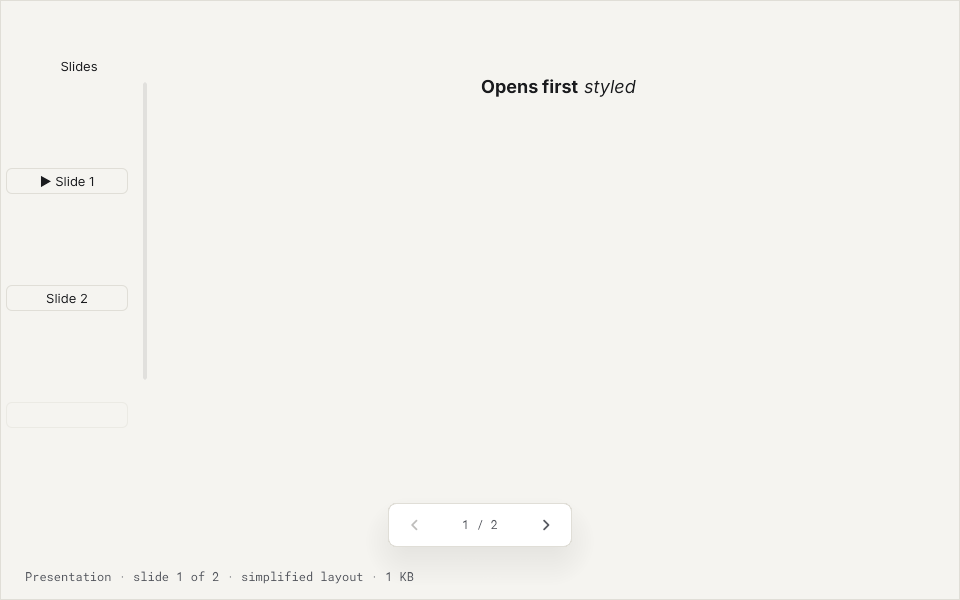 Slides
Opens first styled
▶ Slide 1
Slide 2
1 / 2
Presentation · slide 1 of 2 · simplified layout · 1 KB